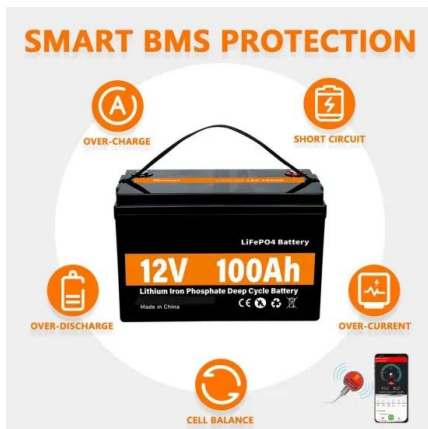 SMART BMS PROTECTION
A
OVER-CHARGE
SHORT CIRCUIT
LiFePO4 Battery
12V 100Ah
Lithium Iron Phosphate Deep Cycle Battery
Made in China
CE
OVER-DISCHARGE
OVER-CURRENT
CELL BALANCE